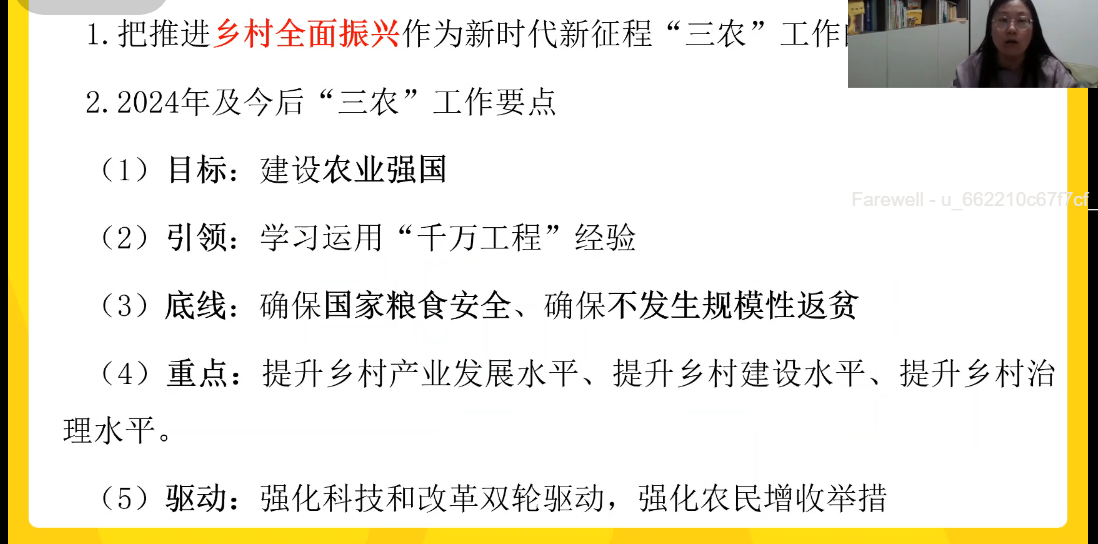 1.把推进乡村全面振兴作为新时代新征程“三农”工作
2.2024年及今后“三农”工作要点
（1）目标：建设农业强国
（2）引领：学习运用“千万工程”经验
Farewell - u_662210c67f7cf_
（3）底线：确保国家粮食安全、确保不发生规模性返贫
（4）重点：提升乡村产业发展水平、提升乡村建设水平、提升乡村治
理水平。
（5）驱动：强化科技和改革双轮驱动，强化农民增收举措